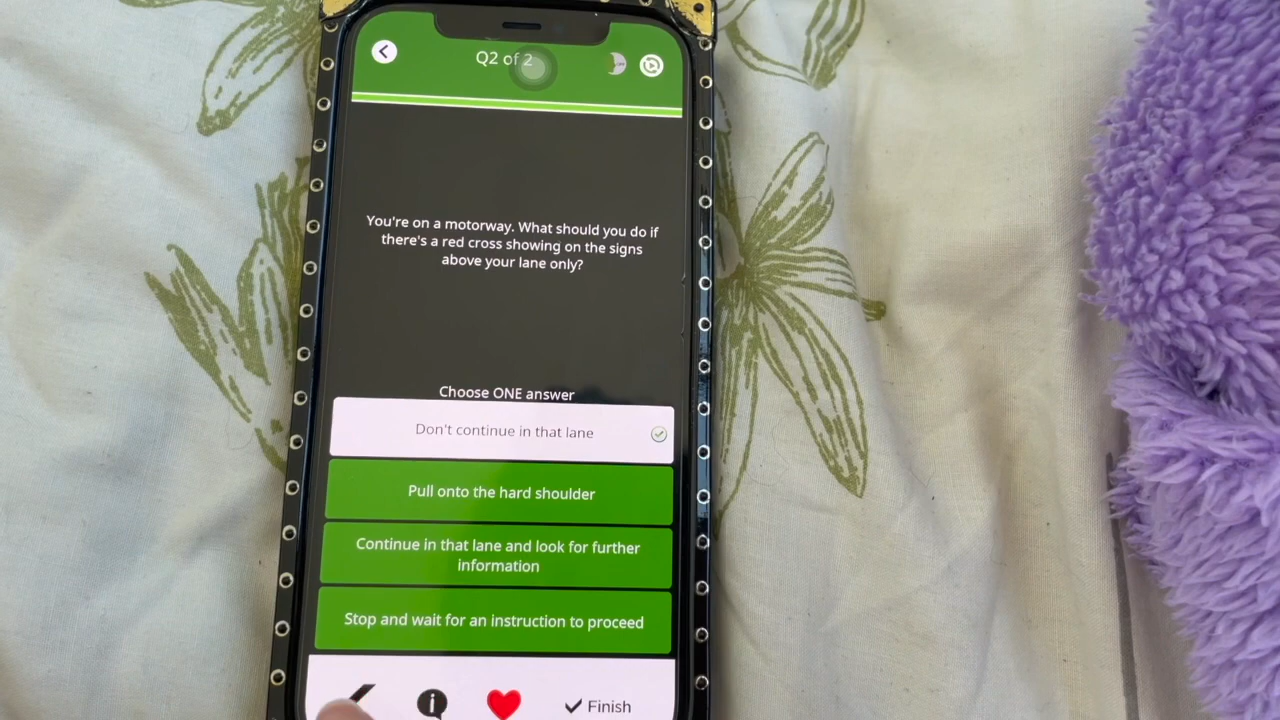 Q2 of 2
You're on a motorway. What should you do if
there's a red cross showing on the signs
above your lane only?
Choose ONE answer
Don't continue in that lane
Pull onto the hard shoulder
Continue in that lane and look for further
information
Stop and wait for an instruction to proceed
Finish